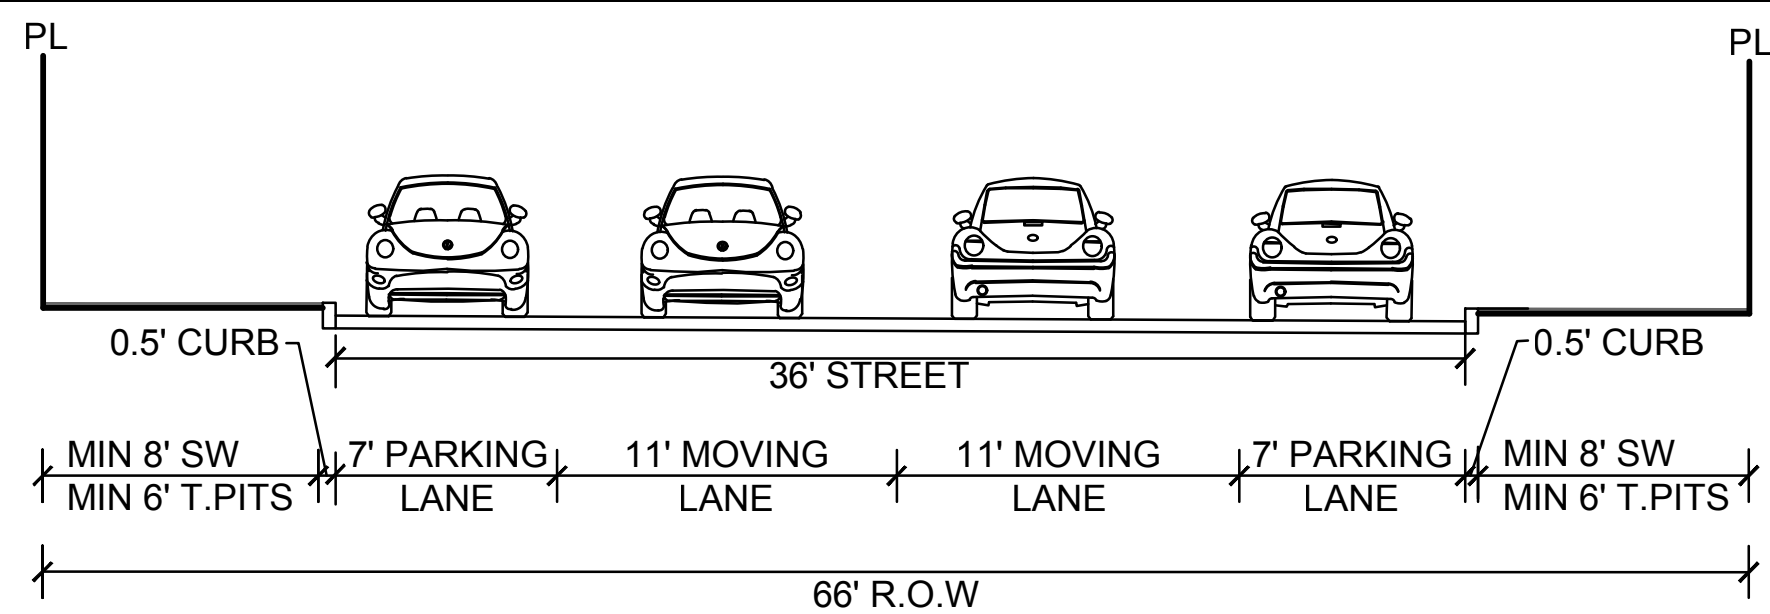 PL
PL
0.5' CURB
0.5' CURB
36' STREET
MIN 8' SW
7' PARKING
11' MOVING
11' MOVING
7' PARKING
MIN 8' SW
MIN 6' T.PITS
LANE
LANE
LANE
LANE
MIN 6' T.PITS
66' R.O.W